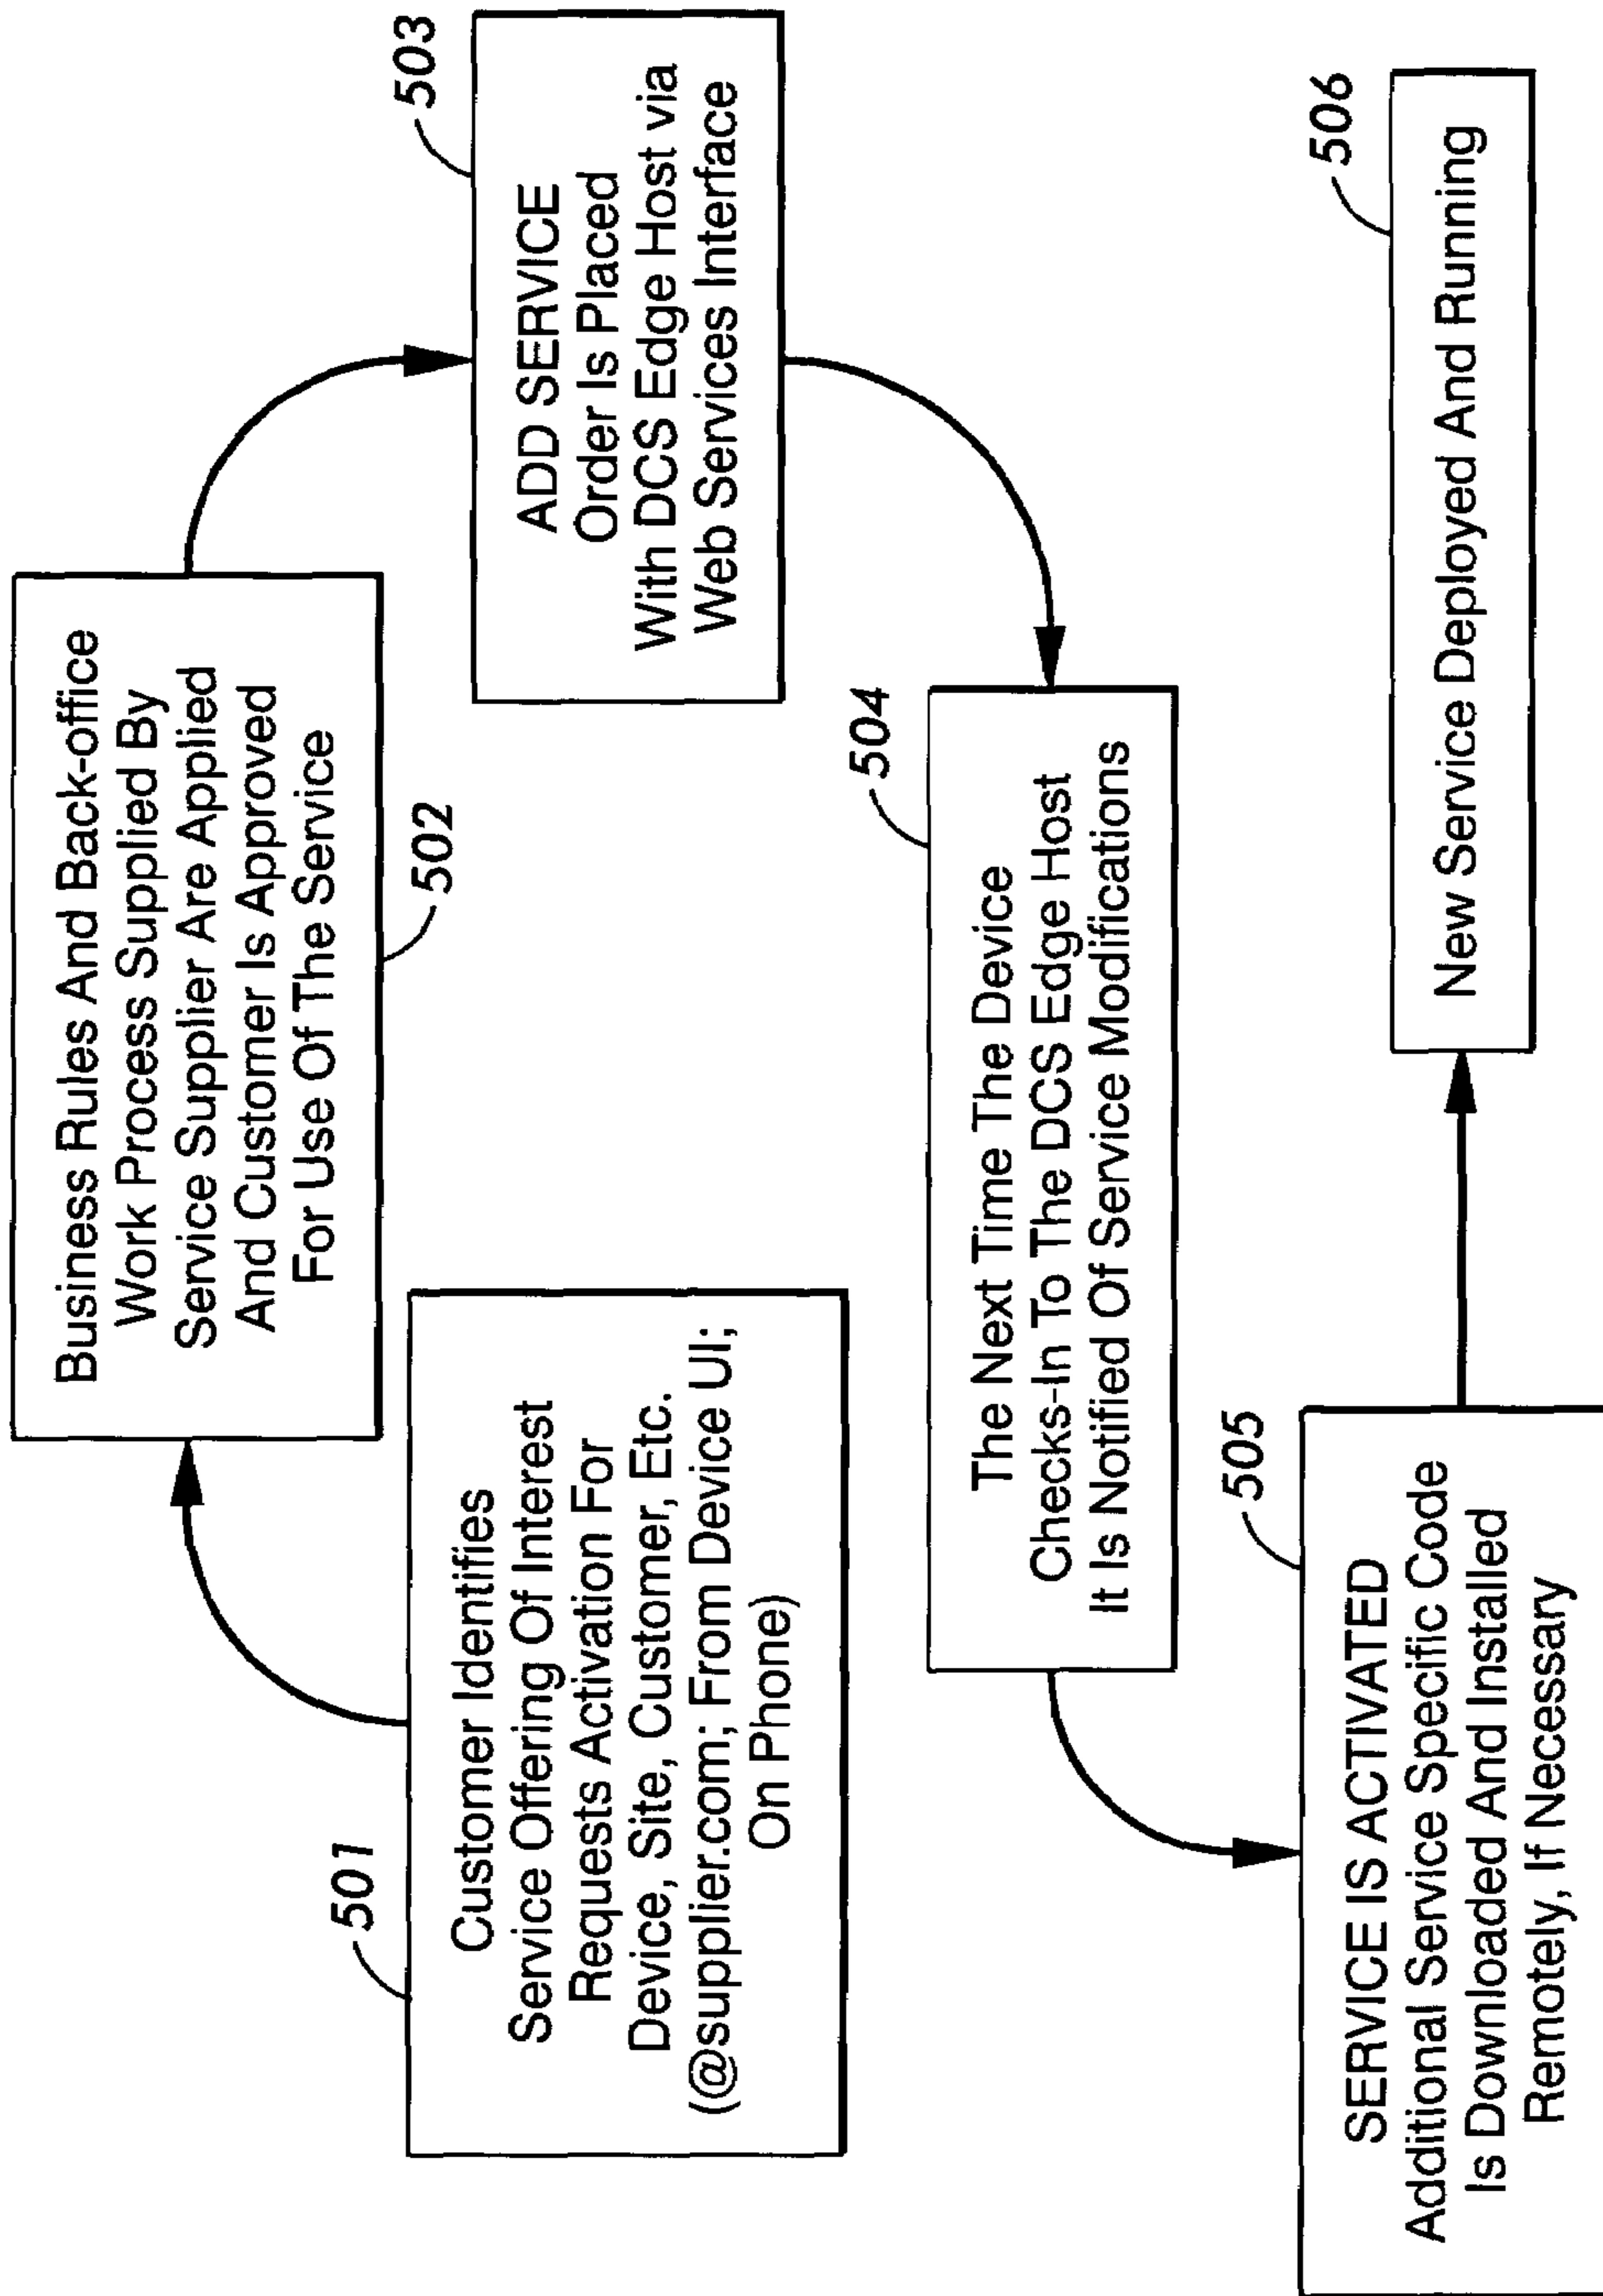 501
Customer Identifies
Service Offering Of Interest
Requests Activation For
Device, Site, Customer, Etc.
(@supplier.com; From Device UI;
On Phone)
Business Rules And Back-office
Work Process Supplied By
Service Supplier Are Applied
And Customer Is Approved
For Use Of The Service
502
503
ADD SERVICE
Order Is Placed
With DCS Edge Host via
Web Services Interface
504
The Next Time The Device
Checks-In To The DCS Edge Host
It Is Notified Of Service Modifications
505
SERVICE IS ACTIVATED
Additional Service Specific Code
Is Downloaded And Installed
Remotely, If Necessary
506
New Service Deployed And Running